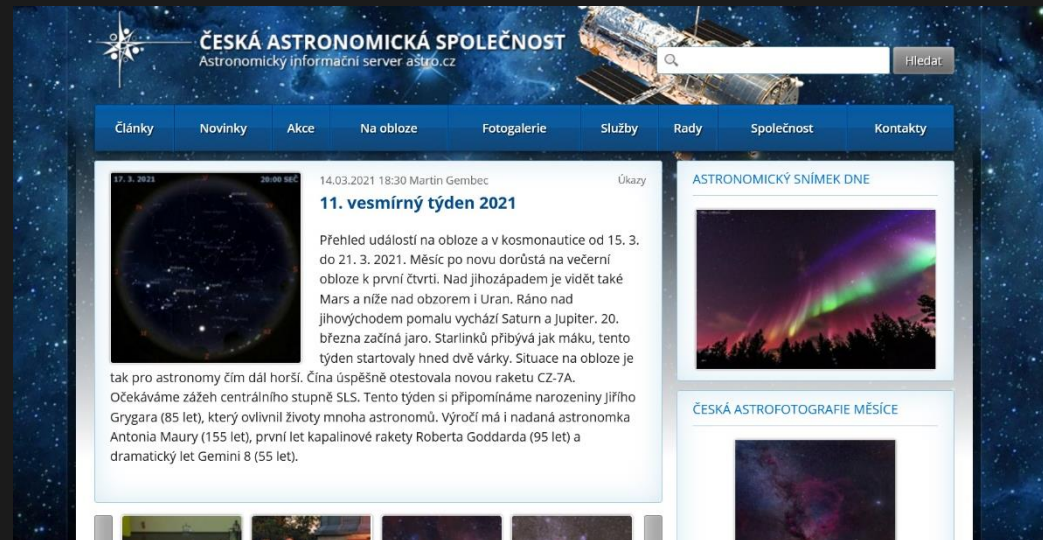 ČESKÁ ASTRONOMICKÁ SPOLEČNOST
Astronomický informační server astro.cz
Hledat
Články Novinky Akce Na obloze Fotogalerie Služby Rady Společnost Kontakty
17. 3. 2021 20:00 SEČ
14.03.2021 18:30 Martin Gembec Úkazy
11. vesmírný týden 2021
Přehled událostí na obloze a v kosmonautice od 15. 3.
do 21. 3. 2021. Měsíc po novu dorůstá na večerní
obloze k první čtvrti. Nad jihozápadem je vidět také
Mars a níže nad obzorem i Uran. Ráno nad
jihovýchodem pomalu vychází Saturn a Jupiter. 20.
března začíná jaro. Starlinků přibývá jak máku, tento
týden startovaly hned dvě várky. Situace na obloze je
tak pro astronomy čím dál horší. Čína úspěšně otestovala novou raketu CZ-7A.
Očekáváme zážeh centrálního stupně SLS. Tento týden si připomínáme narozeniny Jiřího
Grygara (85 let), který ovlivnil životy mnoha astronomů. Výročí má i nadaná astronomka
Antonia Maury (155 let), první let kapalinové rakety Roberta Goddarda (95 let) a
dramatický let Gemini 8 (55 let).
ASTRONOMICKÝ SNÍMEK DNE
ČESKÁ ASTROFOTOGRAFIE MĚSÍCE